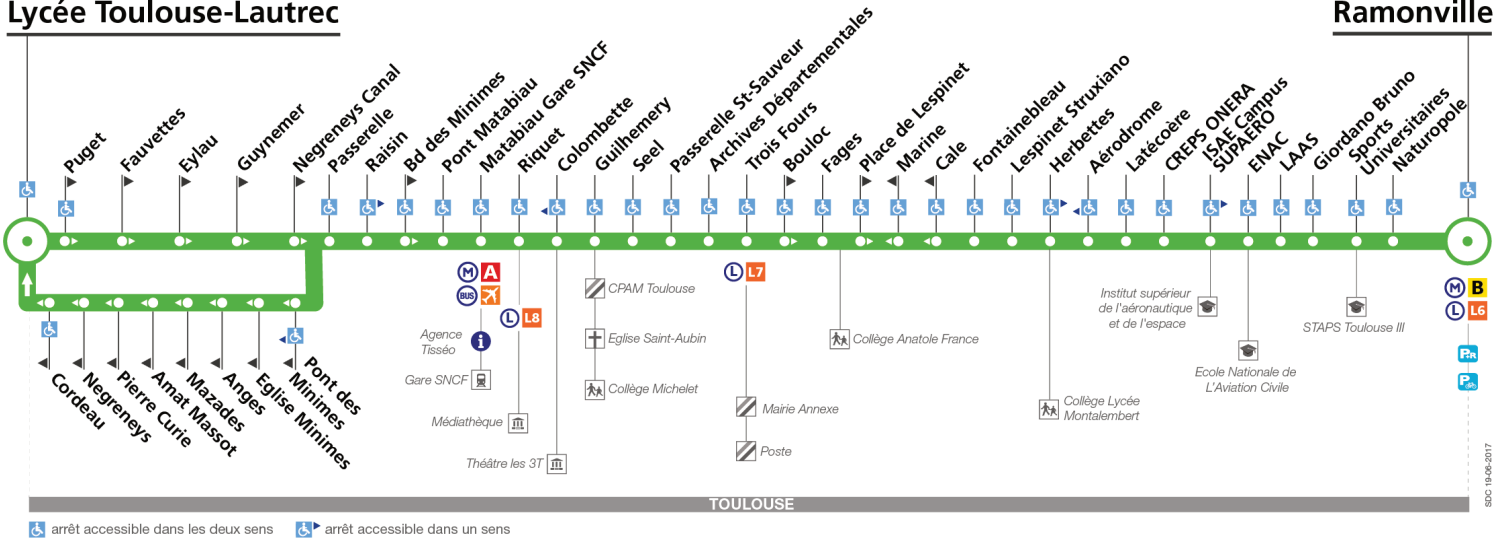 Lycée Toulouse-Lautrec
Ramonville
Puget
Fauvettes
Eylau
Guynemer
Negreneys Canal
Passerelle
Raisin
Bd des Minimes
Pont Matabiau
Matabiau Gare SNCF
Riquet
Colombette
Guilhemery
Seel
Passerelle St-Sauveur
Archives Départementales
Trois Fours
Bouloc
Fages
Place de Lespinet
Marine
Cale
Fontainebleau
Lespinet Struxiano
Herbettes
Aérodrome
Latécoère
CREPS ONERA
ISAE Campus
SUPAERO
ENAC
LAAS
Giordano Bruno
Sports
Universitaires
Naturopole
Cordeau
Negreneys
Pierre Curie
Amat Massot
Mazades
Anges
Eglise Minimes
Pont des
Minimes
M A
BUS
L L8
Agence
Tisséo
i
Gare SNCF
Médiathèque
Théâtre les 3T
CPAM Toulouse
Eglise Saint-Aubin
Collège Michelet
L L7
Mairie Annexe
Poste
Collège Anatole France
Collège Lycée
Montalembert
Institut supérieur
de l'aéronautique
et de l'espace
Ecole Nationale de
L'Aviation Civile
STAPS Toulouse III
M B
L L6
P+R
P
SDC 19-06-2017
TOULOUSE
arrêt accessible dans les deux sens
arrêt accessible dans un sens